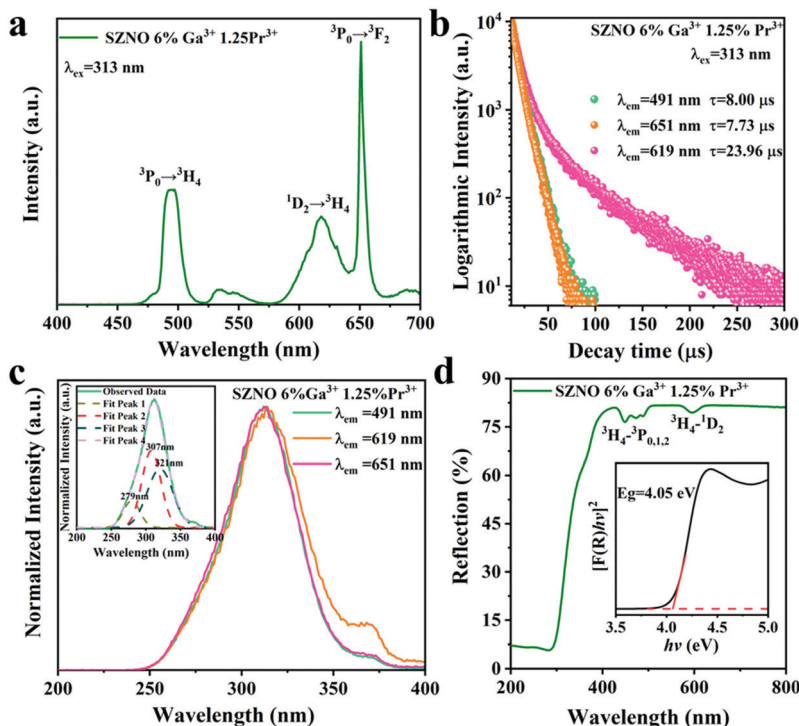 a
SZNO 6% Ga³⁺ 1.25Pr³⁺
λex=313 nm
³P₀→³H₄
¹D₂→³H₄
³P₀→³F₂
Intensity (a.u.)
400 450 500 550 600 650 700
Wavelength (nm)
b
SZNO 6% Ga³⁺ 1.25% Pr³⁺
λex=313 nm
λem=491 nm τ=8.00 μs
λem=651 nm τ=7.73 μs
λem=619 nm τ=23.96 μs
Logarithmic Intensity (a.u.)
10⁴
10³
10²
10¹
50 100 150 200 250 300
Decay time (μs)
c
SZNO 6%Ga³⁺ 1.25%Pr³⁺
λem=491 nm
λem=619 nm
λem=651 nm
Normalized Intensity (a.u.)
200 250 300 350 400
Wavelength (nm)
Observed Data
Fit Peak 1
Fit Peak 2
Fit Peak 3
Fit Peak 4
307nm
321nm
279nm
Normalized Intensity (a.u.)
200 250 300 350 400
Wavelength (nm)
d
SZNO 6% Ga³⁺ 1.25% Pr³⁺
³H₄-³P₀,₁,₂
³H₄-¹D₂
Reflection (%)
90
75
60
45
30
15
0
200 400 600 800
Wavelength (nm)
Eg=4.05 eV
[F(R)hν]²
3.5 4.0 4.5 5.0
hν (eV)